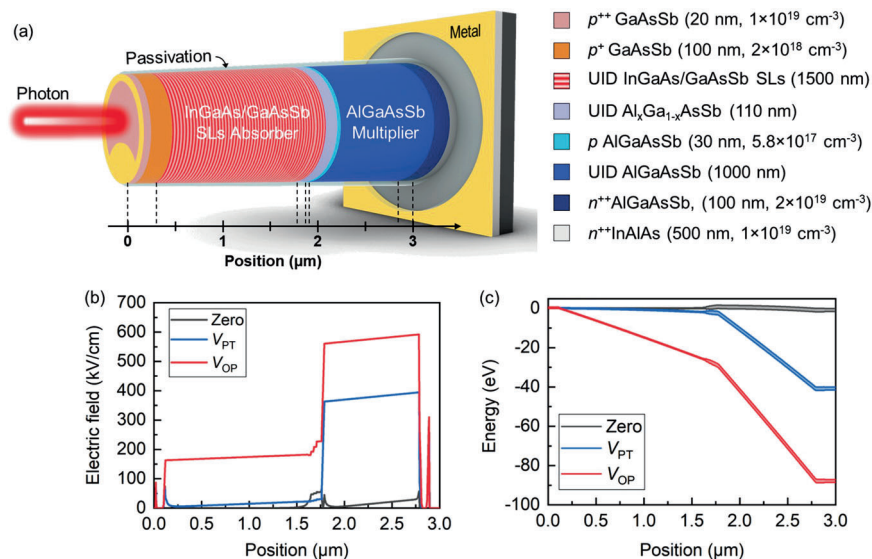 (a)
Passivation
Metal
Photon
InGaAs/GaAsSb
SLs Absorber
AlGaAsSb
Multiplier
0 1 2 3
Position (μm)
p⁺⁺ GaAsSb (20 nm, 1×10¹⁹ cm⁻³)
p⁺ GaAsSb (100 nm, 2×10¹⁸ cm⁻³)
UID InGaAs/GaAsSb SLs (1500 nm)
UID AlₓGa₁₋ₓAsSb (110 nm)
p AlGaAsSb (30 nm, 5.8×10¹⁷ cm⁻³)
UID AlGaAsSb (1000 nm)
n⁺⁺AlGaAsSb, (100 nm, 2×10¹⁹ cm⁻³)
n⁺⁺InAlAs (500 nm, 1×10¹⁹ cm⁻³)
(b)
Electric field (kV/cm)
700
600
500
400
300
200
100
0
Zero
V_PT
V_OP
0.0 0.5 1.0 1.5 2.0 2.5 3.0
Position (μm)
(c)
Energy (eV)
0
-20
-40
-60
-80
-100
Zero
V_PT
V_OP
0.0 0.5 1.0 1.5 2.0 2.5 3.0
Position (μm)